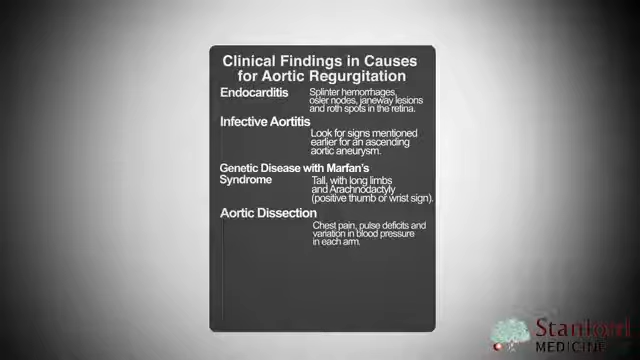 Clinical Findings in Causes
for Aortic Regurgitation
Endocarditis
Splinter hemorrhages,
osler nodes, janeway lesions
and roth spots in the retina.
Infective Aortitis
Look for signs mentioned
earlier for an ascending
aortic aneurysm.
Genetic Disease with Marfan's
Syndrome
Tall, with long limbs
and Arachnodactyly
(positive thumb or wrist sign).
Aortic Dissection
Chest pain, pulse deficits and
variation in blood pressure
in each arm.
Stanford
MEDICINE